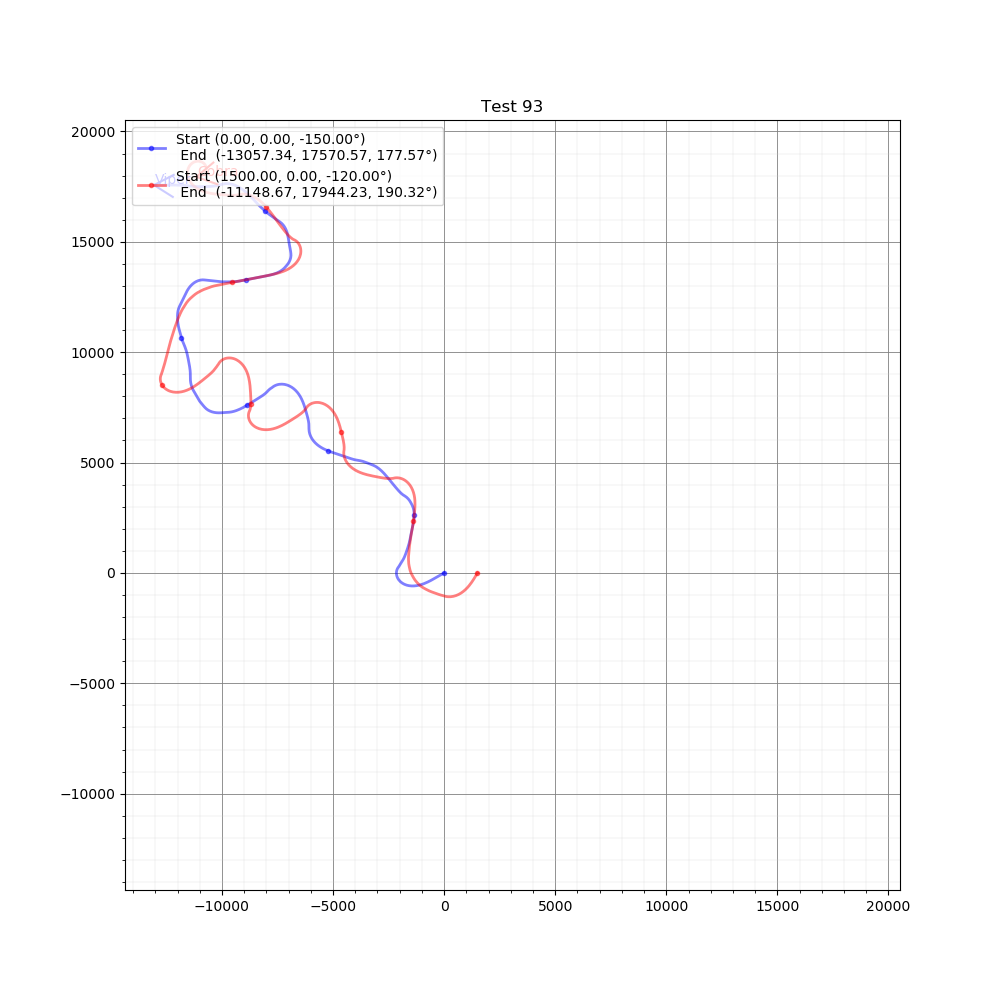 Test 93
Start (0.00, 0.00, -150.00°)
End (-13057.34, 17570.57, 177.57°)
Start (1500.00, 0.00, -120.00°)
End (-11148.67, 17944.23, 190.32°)
20000
15000
10000
5000
0
−5000
−10000
−10000 −5000 0 5000 10000 15000 20000